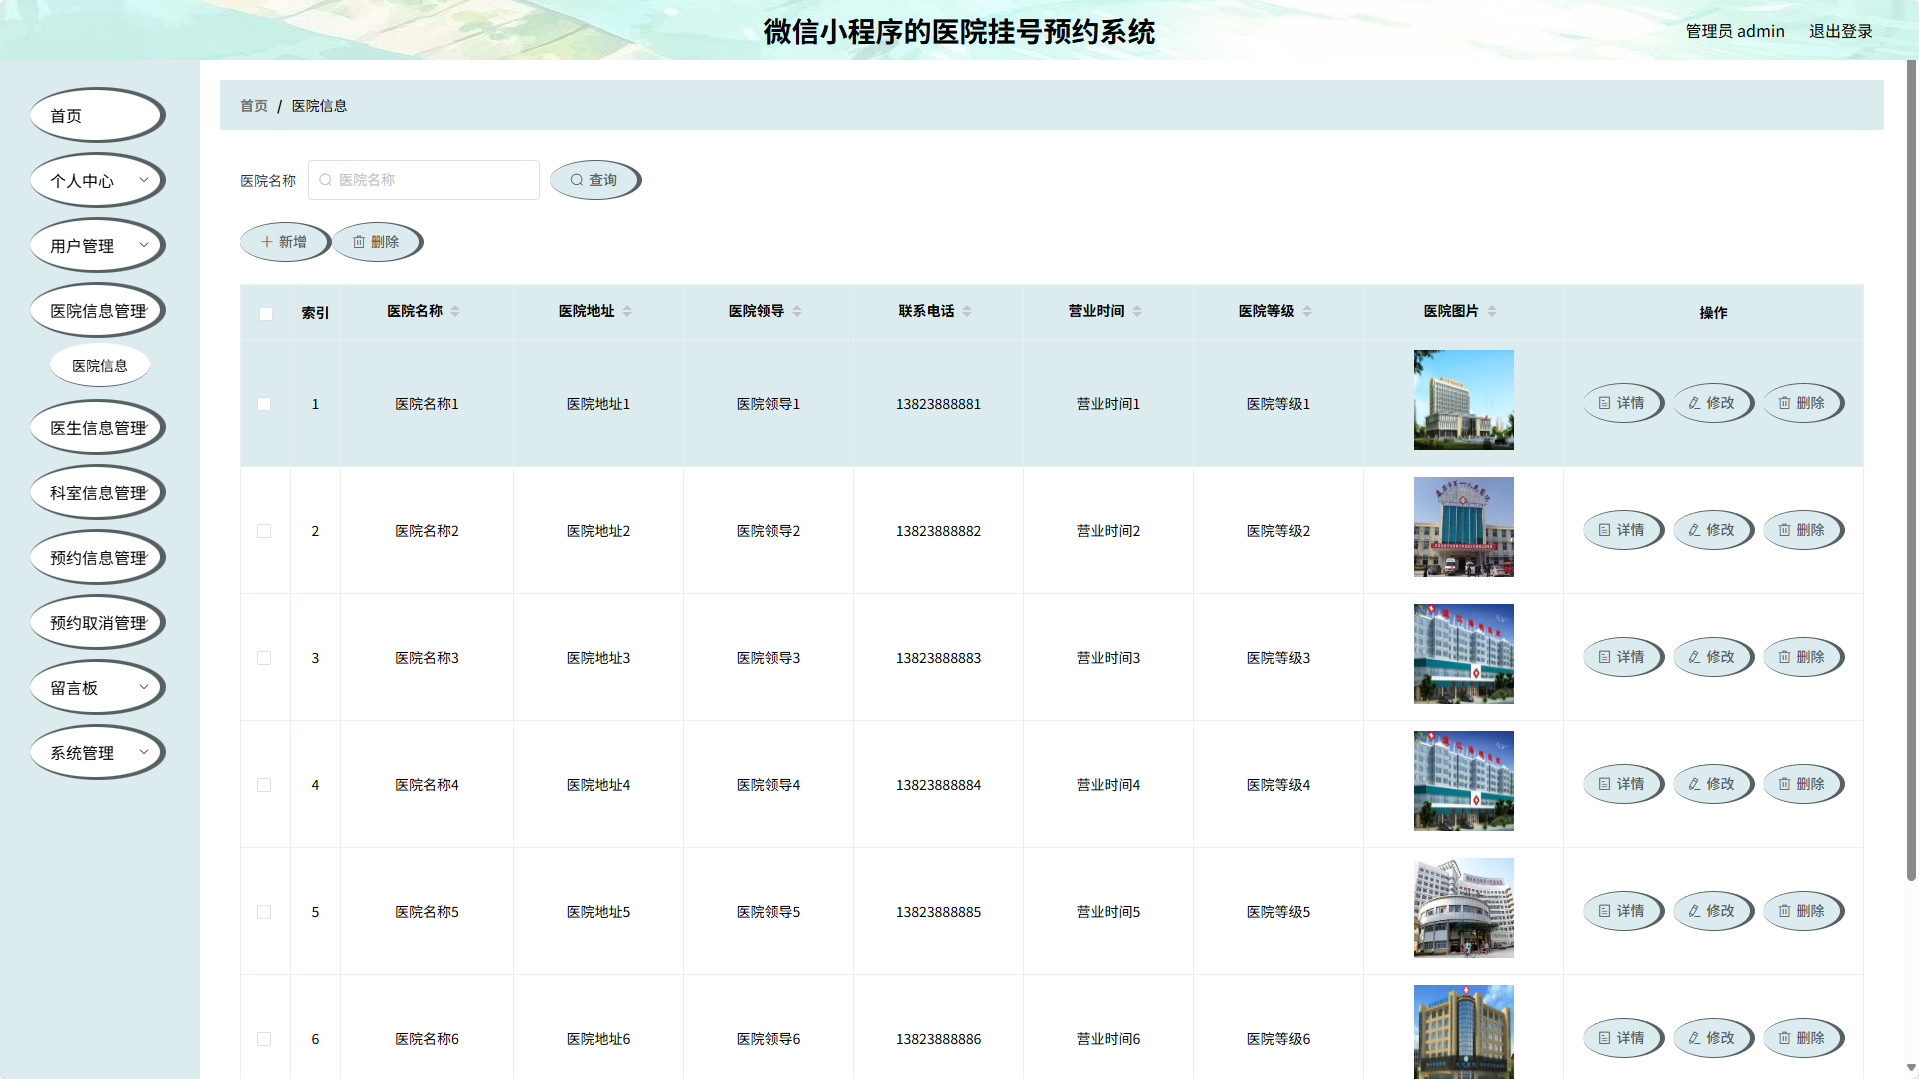 微信小程序的医院挂号预约系统
管理员 admin 退出登录
首页
个人中心
用户管理
医院信息管理
医院信息
医生信息管理
科室信息管理
预约信息管理
预约取消管理
留言板
系统管理
首页 / 医院信息
医院名称 医院名称 查询
新增 删除
索引 医院名称 医院地址 医院领导 联系电话 营业时间 医院等级 医院图片 操作
1 医院名称1 医院地址1 医院领导1 13823888881 营业时间1 医院等级1 详情 修改 删除
2 医院名称2 医院地址2 医院领导2 13823888882 营业时间2 医院等级2 详情 修改 删除
3 医院名称3 医院地址3 医院领导3 13823888883 营业时间3 医院等级3 详情 修改 删除
4 医院名称4 医院地址4 医院领导4 13823888884 营业时间4 医院等级4 详情 修改 删除
5 医院名称5 医院地址5 医院领导5 13823888885 营业时间5 医院等级5 详情 修改 删除
6 医院名称6 医院地址6 医院领导6 13823888886 营业时间6 医院等级6 详情 修改 删除